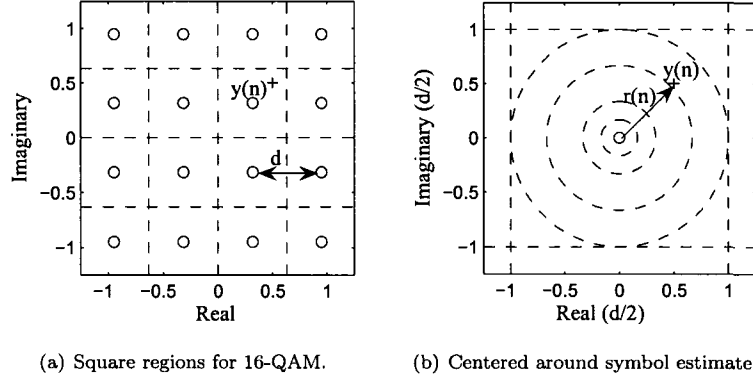 1
0.5
0
−0.5
−1
Imaginary
y(n)
d
−1
−0.5
0
0.5
1
Real
(a) Square regions for 16-QAM.
1
0.5
0
−0.5
−1
Imaginary (d/2)
y(n)
r(n)
−1
−0.5
0
0.5
1
Real (d/2)
(b) Centered around symbol estimate